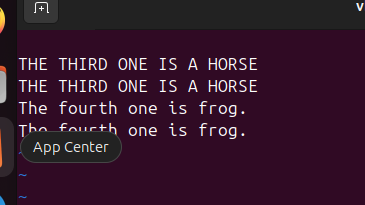 v
THE THIRD ONE IS A HORSE
THE THIRD ONE IS A HORSE
The fourth one is frog.
The fourth one is frog.
App Center
~
~
~